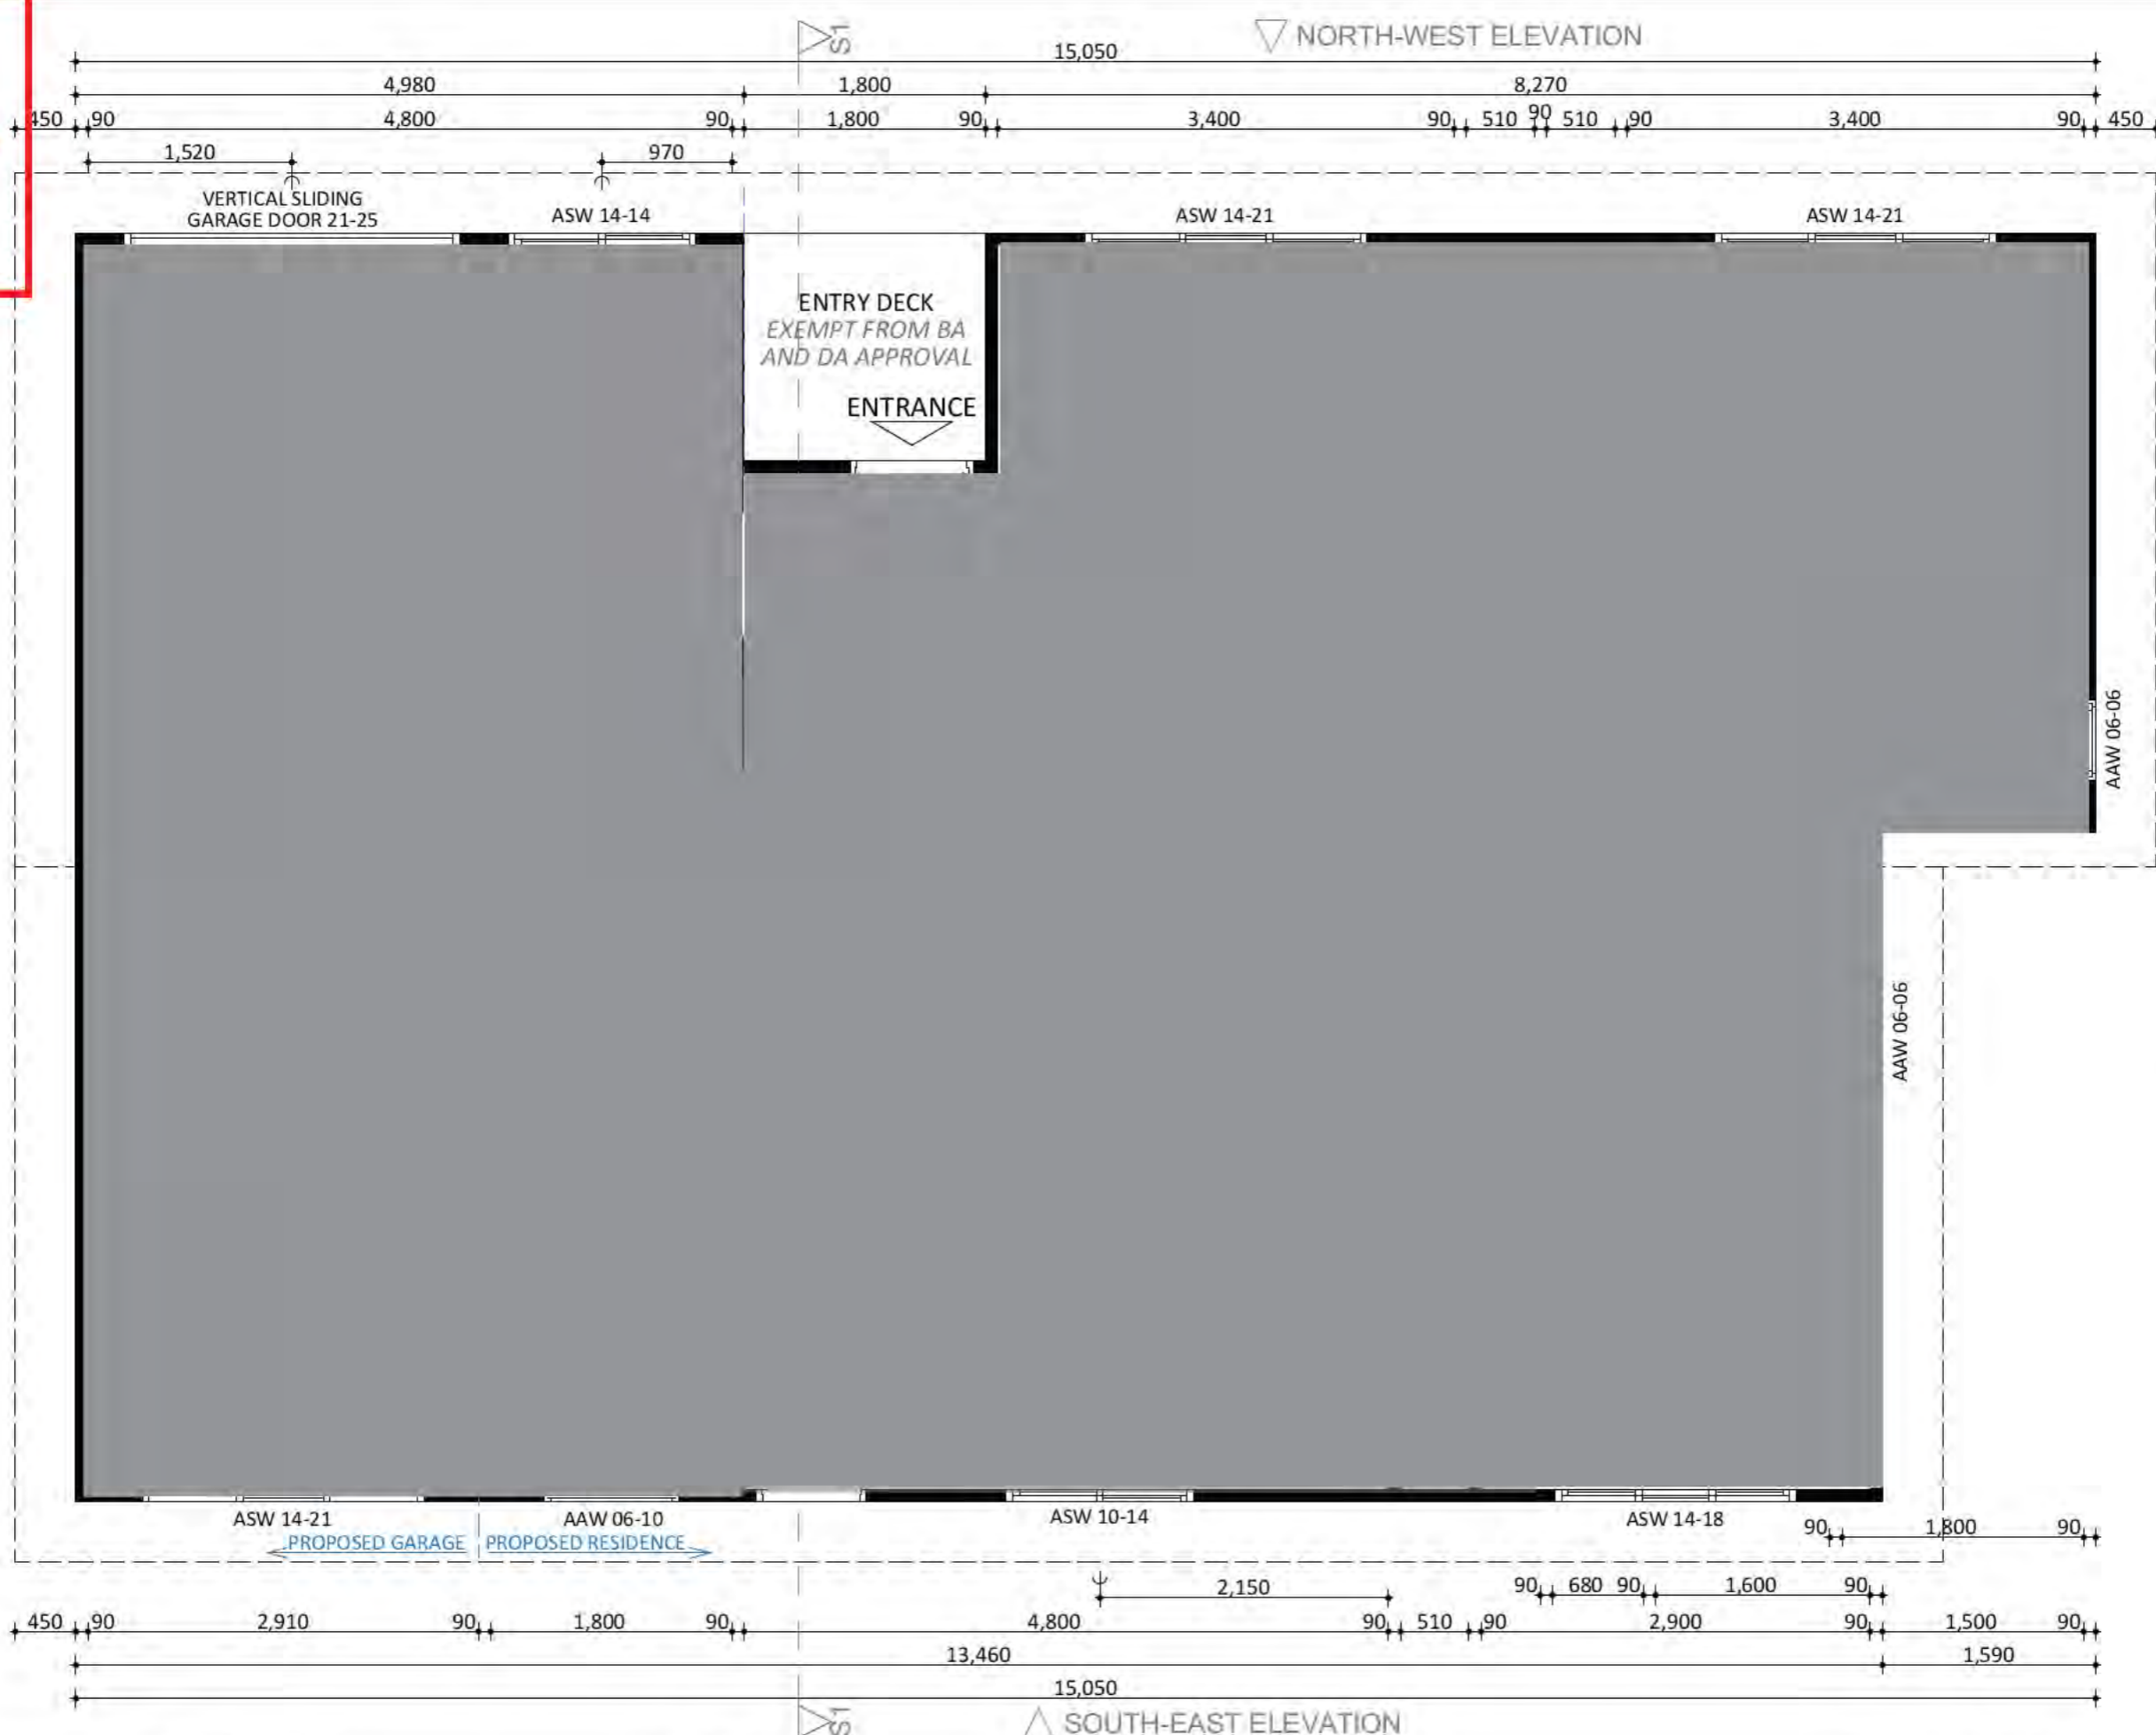 S1
NORTH-WEST ELEVATION
15,050
4,980 1,800 8,270
450 90 4,800 90 1,800 90 3,400 90 510 90 510 90 3,400 90 450
1,520 970
VERTICAL SLIDING
GARAGE DOOR 21-25
ASW 14-14
ASW 14-21
ASW 14-21
ENTRY DECK
EXEMPT FROM BA
AND DA APPROVAL
ENTRANCE
AAW 06-06
AAW 06-06
ASW 14-21
AAW 06-10
ASW 10-14
ASW 14-18
PROPOSED GARAGE
PROPOSED RESIDENCE
90 1,800 90
2,150 90 680 90 1,600 90
450 90 2,910 90 1,800 90 4,800 90 510 90 2,900 90 1,500 90
13,460 1,590
15,050
S1
SOUTH-EAST ELEVATION